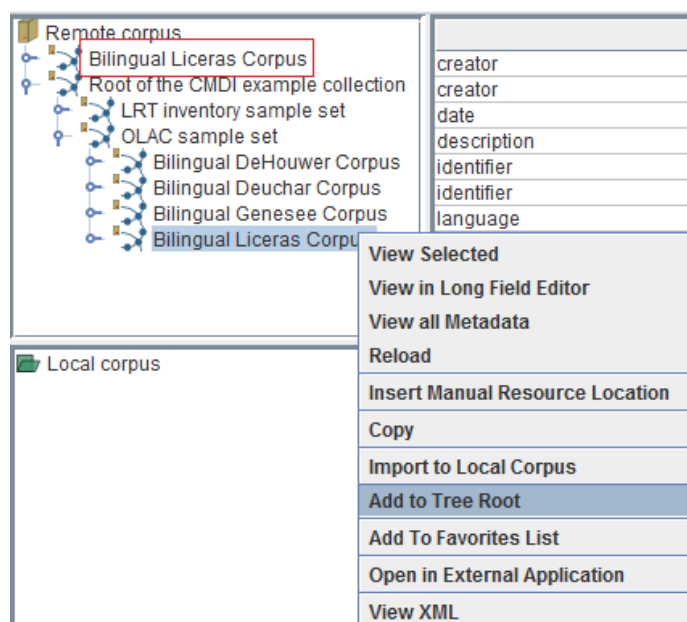 Remote corpus
Bilingual Liceras Corpus
Root of the CMDI example collection
LRT inventory sample set
OLAC sample set
Bilingual DeHouwer Corpus
Bilingual Deuchar Corpus
Bilingual Genesee Corpus
Bilingual Liceras Corpu
creator
creator
date
description
identifier
identifier
language
View Selected
View in Long Field Editor
View all Metadata
Reload
Insert Manual Resource Location
Copy
Import to Local Corpus
Add to Tree Root
Add To Favorites List
Open in External Application
View XML
Local corpus